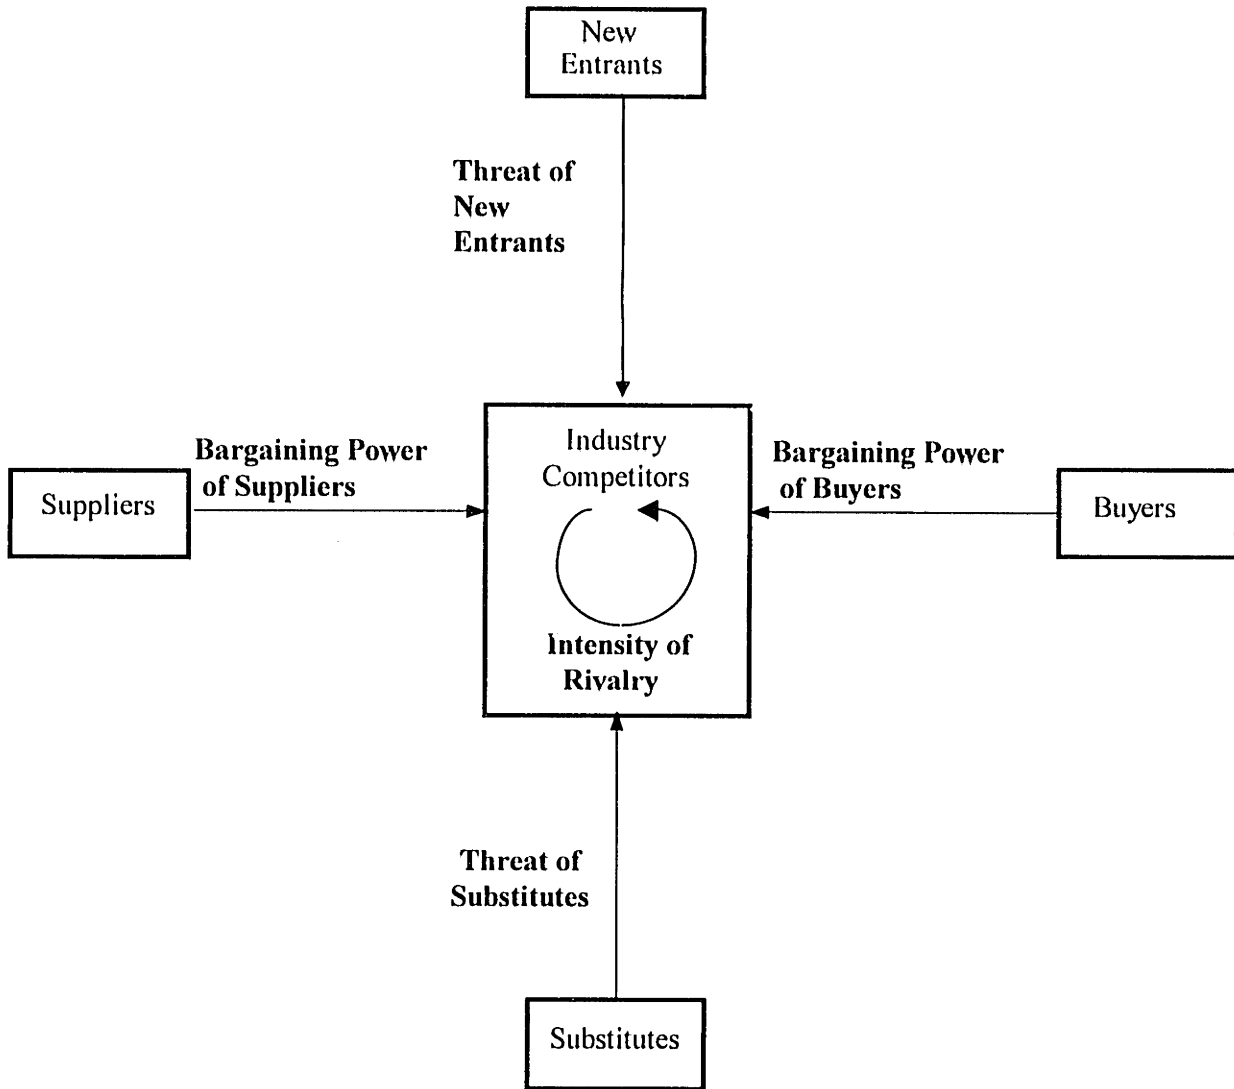 New
Entrants
Threat of
New
Entrants
Bargaining Power
of Suppliers
Suppliers
Industry
Competitors
Intensity of
Rivalry
Bargaining Power
of Buyers
Buyers
Threat of
Substitutes
Substitutes